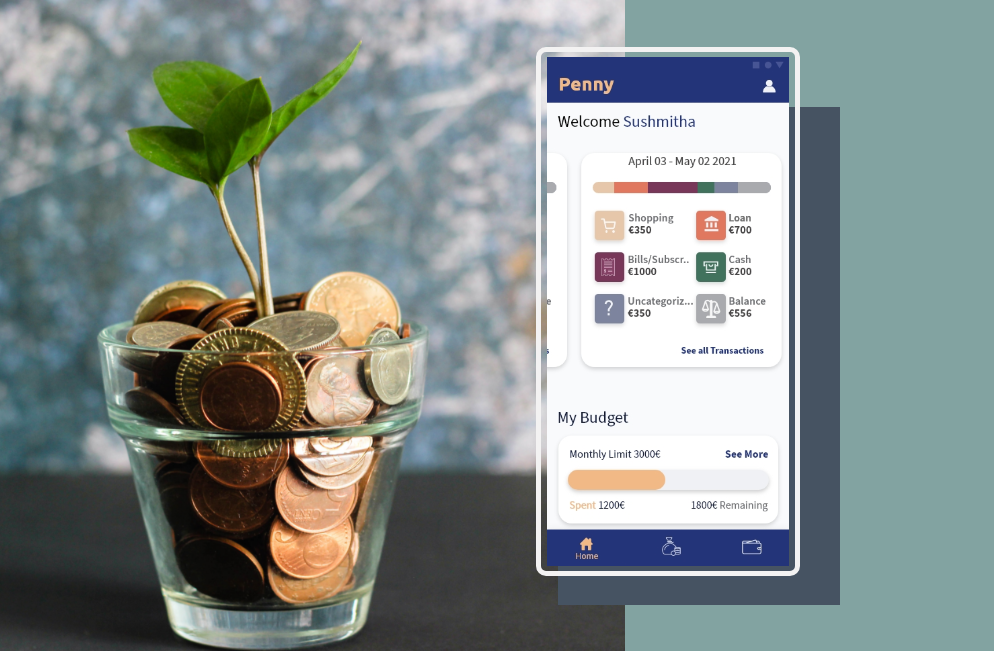 Penny
Welcome Sushmitha
April 03 - May 02 2021
Shopping
€350
Loan
€700
Bills/Subscr..
€1000
Cash
€200
?
Uncategoriz...
€350
Balance
€556
See all Transactions
My Budget
Monthly Limit 3000€
See More
Spent 1200€
1800€ Remaining
Home